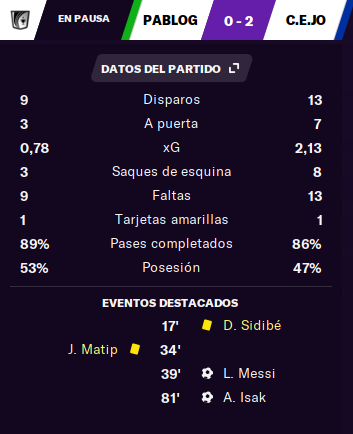 EN PAUSA PABLOG 0 - 2 C.E.JO
DATOS DEL PARTIDO
9 Disparos 13
3 A puerta 7
0,78 xG 2,13
3 Saques de esquina 8
9 Faltas 13
1 Tarjetas amarillas 1
89% Pases completados 86%
53% Posesión 47%
EVENTOS DESTACADOS
17' D. Sidibé
J. Matip 34'
39' L. Messi
81' A. Isak